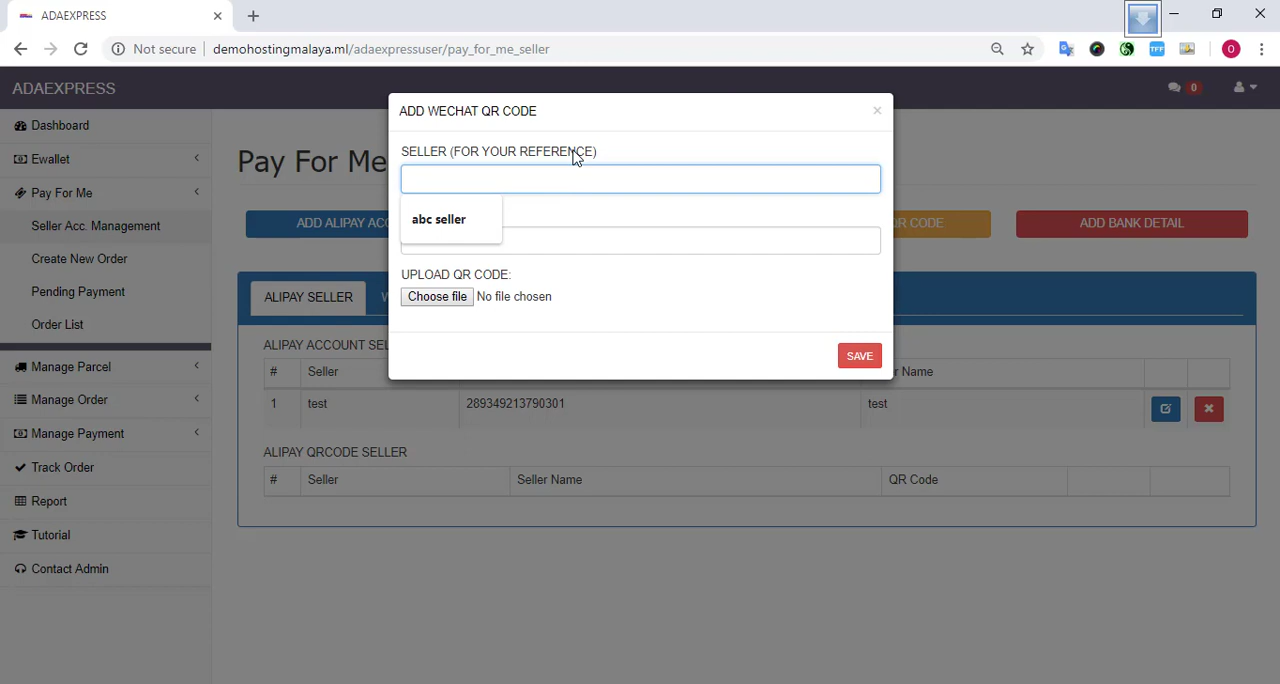 ADAEXPRESS
Not secure
demohostingmalaya.ml/adaexpressuser/pay_for_me_seller
TFF
O
ADAEXPRESS
0
Dashboard
Ewallet
Pay For Me
Seller Acc. Management
Create New Order
Pending Payment
Order List
Manage Parcel
Manage Order
Manage Payment
Track Order
Report
Tutorial
Contact Admin
Pay For Me
ADD ALIPAY ACC
QR CODE
ADD BANK DETAIL
ADD WECHAT QR CODE
×
SELLER (FOR YOUR REFERENCE)
abc seller
UPLOAD QR CODE:
Choose file No file chosen
SAVE
ALIPAY SELLER
ALIPAY ACCOUNT SEL
# Seller Name
1 test 289349213790301 test
ALIPAY QRCODE SELLER
# Seller Seller Name QR Code